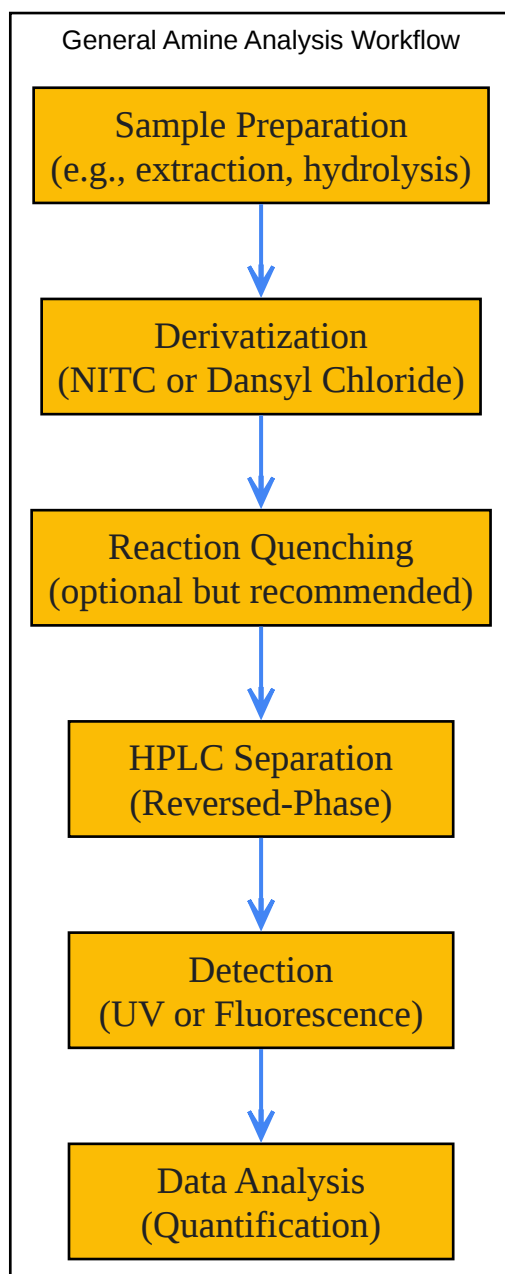 General Amine Analysis Workflow
Sample Preparation
(e.g., extraction, hydrolysis)
Derivatization
(NITC or Dansyl Chloride)
Reaction Quenching
(optional but recommended)
HPLC Separation
(Reversed-Phase)
Detection
(UV or Fluorescence)
Data Analysis
(Quantification)